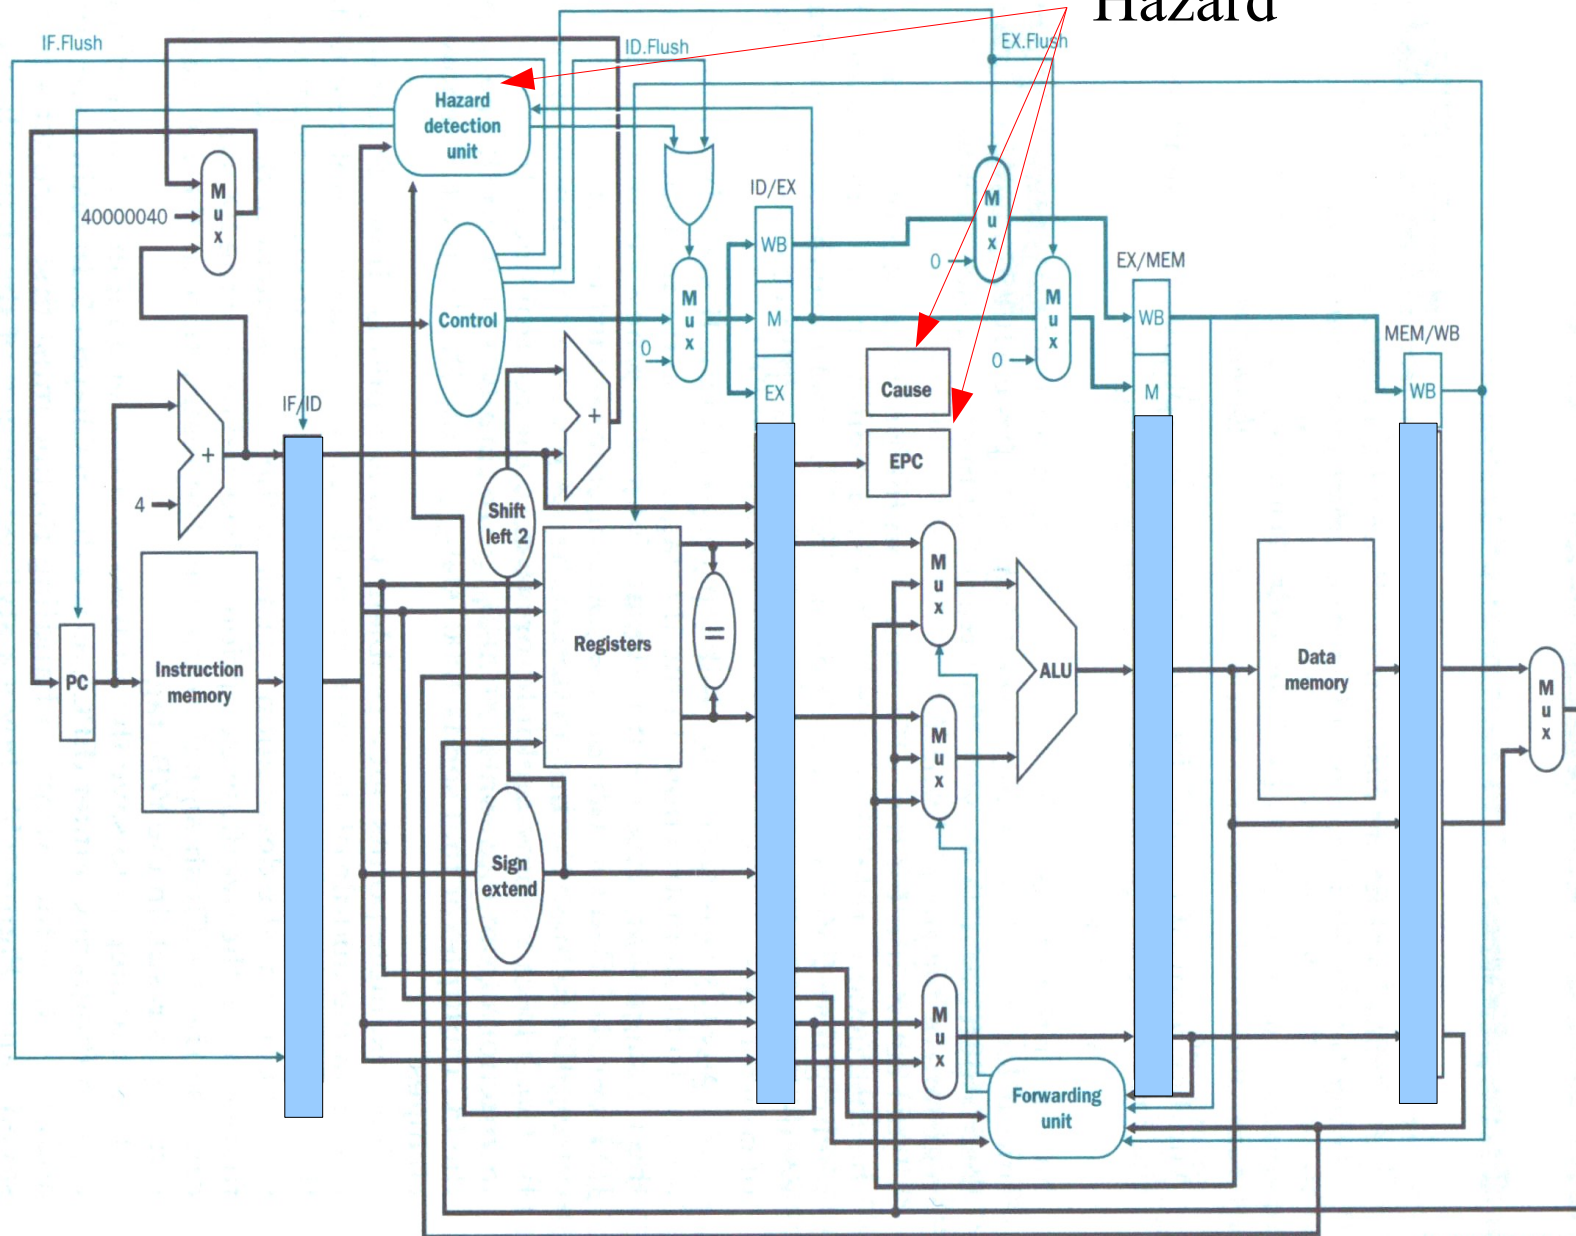 Hazard
IF.Flush
ID.Flush
EX.Flush
Hazard
detection
unit
M
u
x
40000040
ID/EX
WB
M
EX
Control
M
u
x
0
M
u
x
0
M
u
x
0
EX/MEM
WB
M
MEM/WB
WB
Cause
EPC
IF/ID
+
4
+
Shift
left 2
PC
Instruction
memory
Registers
=
Sign
extend
M
u
x
M
u
x
ALU
Data
memory
M
u
x
M
u
x
Forwarding
unit